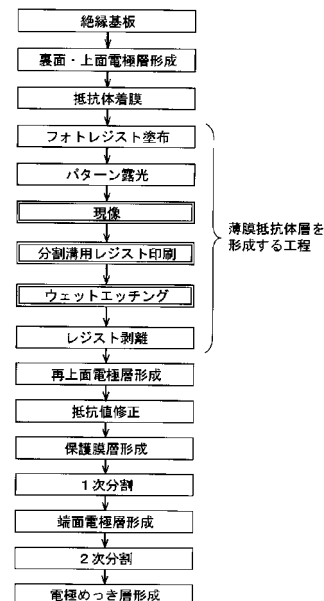 絶縁基板
裏面・上面電極層形成
抵抗体着膜
フォトレジスト塗布
パターン露光
現像
分割溝用レジスト印刷
ウェットエッチング
レジスト剥離
薄膜抵抗体層を
形成する工程
再上面電極層形成
抵抗値修正
保護膜層形成
1次分割
端面電極層形成
2次分割
電極めっき層形成